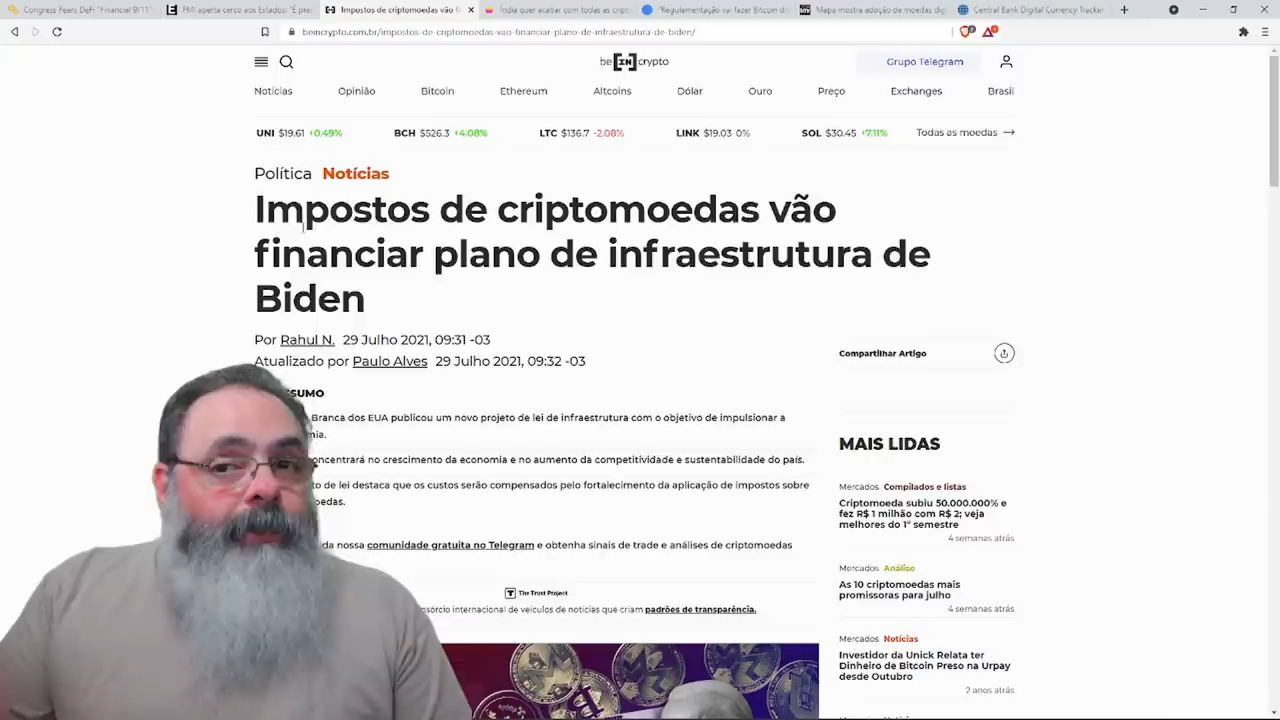 Congress Fears DeFi "Financial 9/11"
FMI aperta cerco aos Estados: "É pre
Impostos de criptomoedas vão fi
Índia quer acabar com todas as cripto
"Regulamentação vai fazer Bitcoin di
Mapa mostra adoção de moedas digi
Central Bank Digital Currency Tracker
beincrypto.com.br/impostos-de-criptomoedas-vao-financiar-plano-de-infraestrutura-de-biden/
be[IN]crypto
Grupo Telegram
Notícias Opinião Bitcoin Ethereum Altcoins Dólar Ouro Preço Exchanges Brasil
UNI $19.61 +0.49% BCH $526.3 +4.08% LTC $136.7 -2.08% LINK $19.03 0% SOL $30.45 +7.11% Todas as moedas →
Política Notícias
Impostos de criptomoedas vão
financiar plano de infraestrutura de
Biden
Por Rahul N. 29 Julho 2021, 09:31 -03
Atualizado por Paulo Alves 29 Julho 2021, 09:32 -03
SUMO
Branca dos EUA publicou um novo projeto de lei de infraestrutura com o objetivo de impulsionar a
mia.
oncentrará no crescimento da economia e no aumento da competitividade e sustentabilidade do país.
to de lei destaca que os custos serão compensados pelo fortalecimento da aplicação de impostos sobre
oedas.
da nossa comunidade gratuita no Telegram e obtenha sinais de trade e análises de criptomoedas
The Trust Project
sórcio internacional de veículos de notícias que criam padrões de transparência.
Compartilhar Artigo
MAIS LIDAS
Mercados Compilados e listas
Criptomoeda subiu 50.000.000% e
fez R$ 1 milhão com R$ 2; veja
melhores do 1º semestre
4 semanas atrás
Mercados Análise
As 10 criptomoedas mais
promissoras para julho
4 semanas atrás
Mercados Notícias
Investidor da Unick Relata ter
Dinheiro de Bitcoin Preso na Urpay
desde Outubro
2 anos atrás